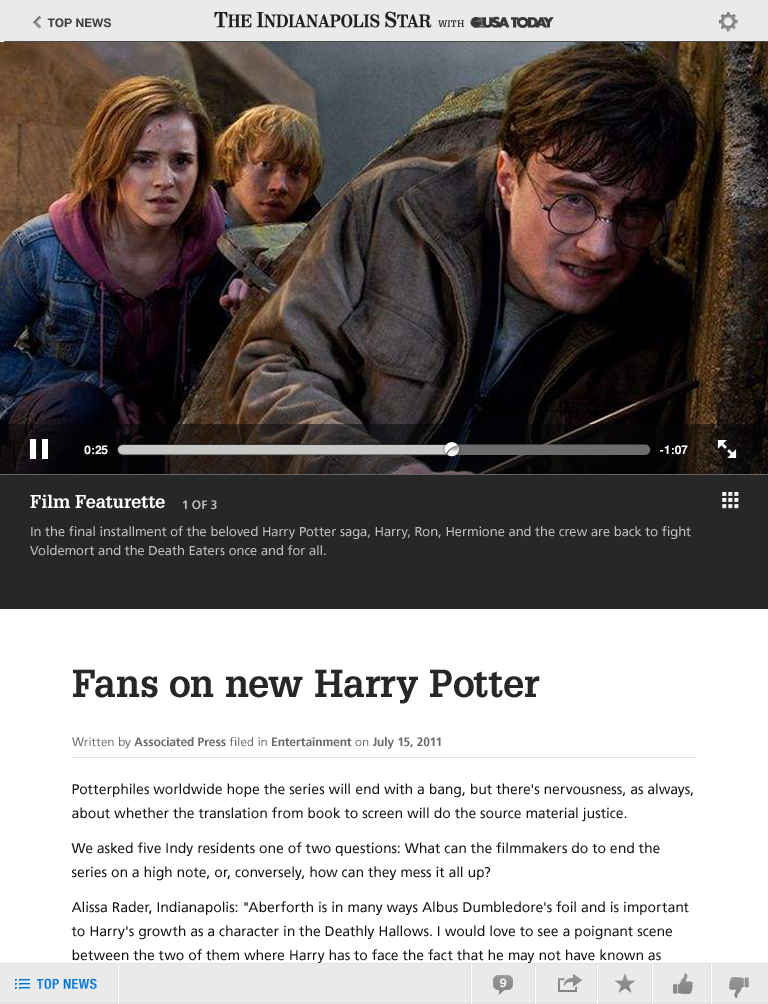 TOP NEWS
THE INDIANAPOLIS STAR WITH USA TODAY
0:25
-1:07
Film Featurette 1 OF 3
In the final installment of the beloved Harry Potter saga, Harry, Ron, Hermione and the crew are back to fight
Voldemort and the Death Eaters once and for all.
Fans on new Harry Potter
Written by Associated Press filed in Entertainment on July 15, 2011
Potterphiles worldwide hope the series will end with a bang, but there's nervousness, as always,
about whether the translation from book to screen will do the source material justice.
We asked five Indy residents one of two questions: What can the filmmakers do to end the
series on a high note, or, conversely, how can they mess it all up?
Alissa Rader, Indianapolis: "Aberforth is in many ways Albus Dumbledore's foil and is important
to Harry's growth as a character in the Deathly Hallows. I would love to see a poignant scene
between the two of them where Harry has to face the fact that he may not have known as
TOP NEWS
9